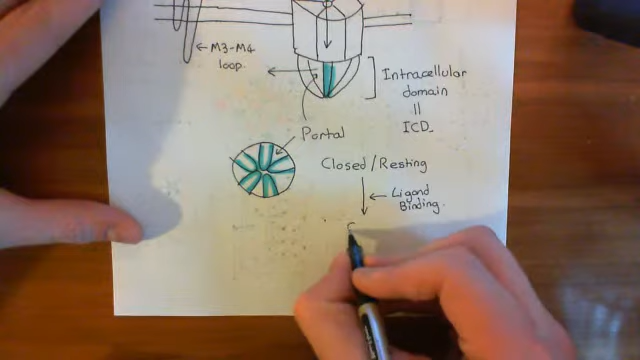 M3-M4
loop.
Intracellular
domain
=
ICD.
Portal
Closed/Resting
Ligand
Binding.